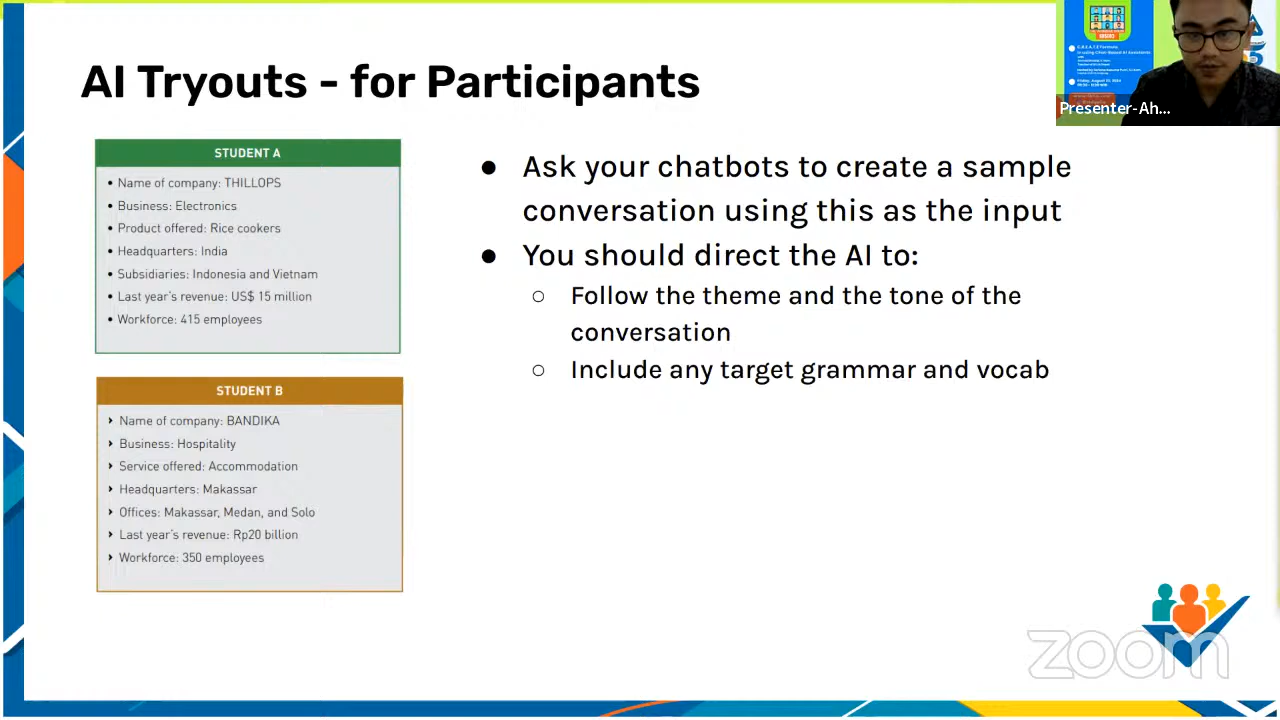 AI Tryouts - for Participants
STUDENT A
• Name of company: THILLOPS
• Business: Electronics
• Product offered: Rice cookers
• Headquarters: India
• Subsidiaries: Indonesia and Vietnam
• Last year's revenue: US$ 15 million
• Workforce: 415 employees
STUDENT B
› Name of company: BANDIKA
› Business: Hospitality
› Service offered: Accommodation
› Headquarters: Makassar
› Offices: Makassar, Medan, and Solo
› Last year's revenue: Rp20 billion
› Workforce: 350 employees
● Ask your chatbots to create a sample
conversation using this as the input
● You should direct the AI to:
○ Follow the theme and the tone of the
conversation
○ Include any target grammar and vocab
Presenter-Ah...
zoom